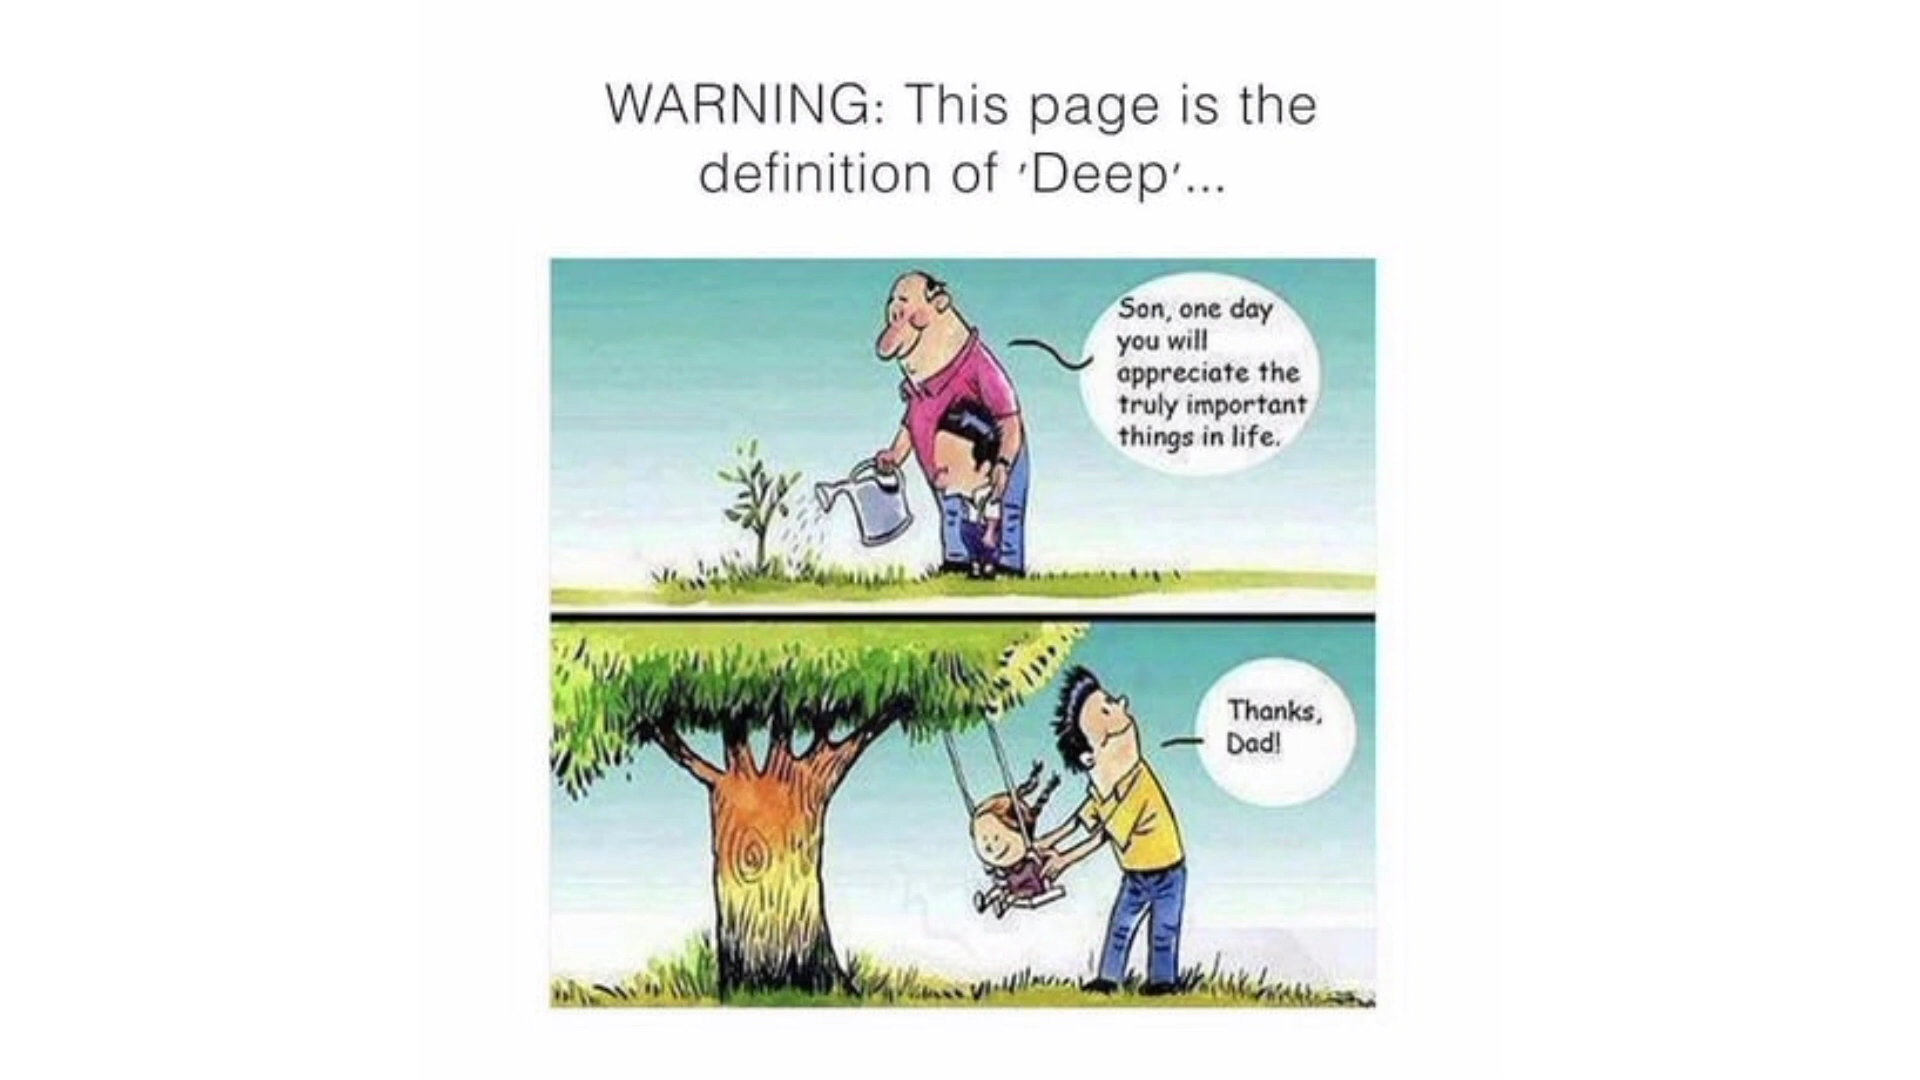 WARNING: This page is the
definition of 'Deep'...
Son, one day
you will
appreciate the
truly important
things in life.
Thanks,
Dad!